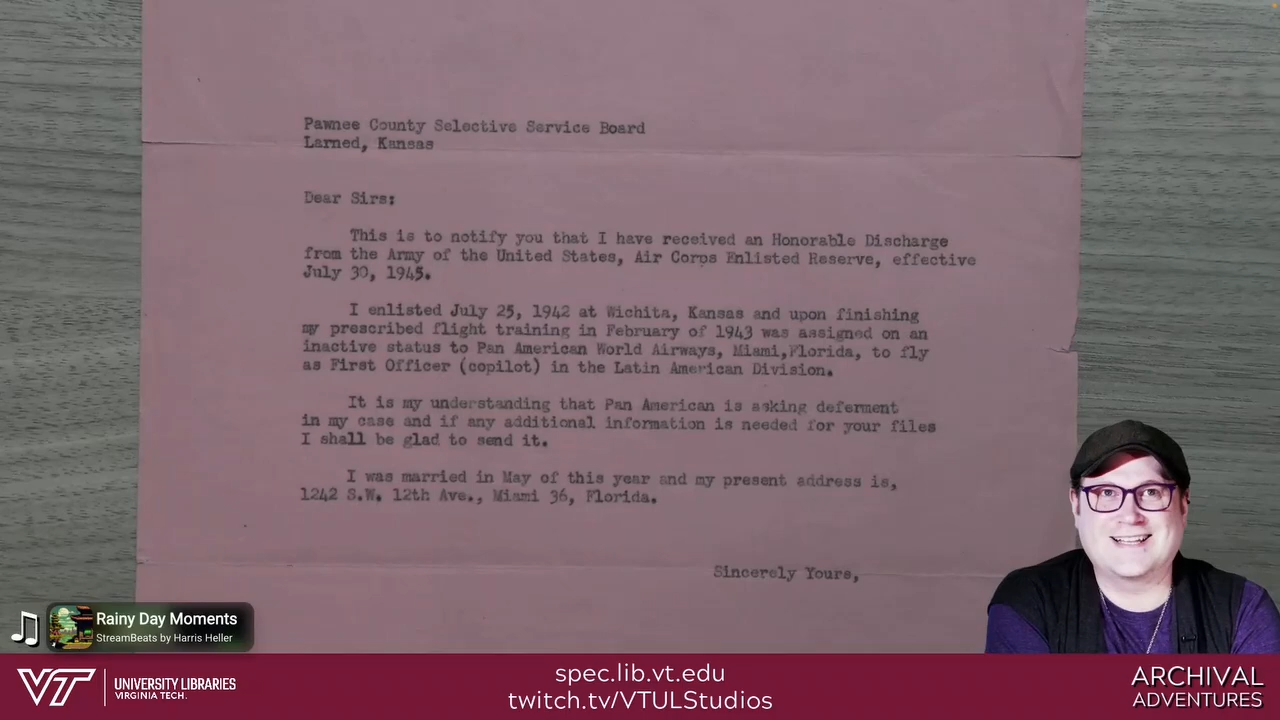 Pawnee County Selective Service Board
Larned, Kansas
Dear Sirs;
This is to notify you that I have received an Honorable Discharge
from the Army of the United States, Air Corps Enlisted Reserve, effective
July 30, 1945.
I enlisted July 25, 1942 at Wichita, Kansas and upon finishing
my prescribed flight training in February of 1943 was assigned on an
inactive status to Pan American World Airways, Miami,Florida, to fly
as First Officer (copilot) in the Latin American Division.
It is my understanding that Pan American is asking deferment
in my case and if any additional information is needed for your files
I shall be glad to send it.
I was married in May of this year and my present address is,
1242 S.W. 12th Ave., Miami 36, Florida.
Sincerely Yours,
Rainy Day Moments
StreamBeats by Harris Heller
VT
UNIVERSITY LIBRARIES
VIRGINIA TECH.
spec.lib.vt.edu
twitch.tv/VTULStudios
ARCHIVAL
ADVENTURES